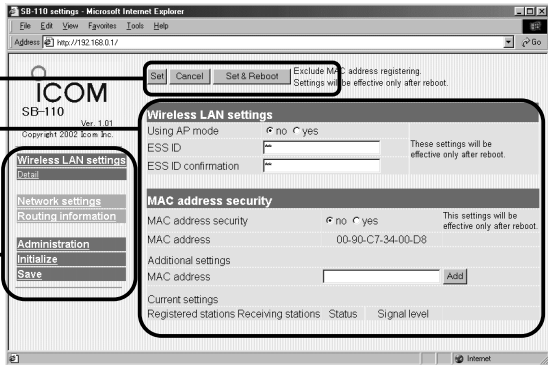 SB-110 settings - Microsoft Internet Explorer
File Edit View Favorites Tools Help
Address http://192.168.0.1/ Go
Set Cancel Set & Reboot
Exclude MAC address registering.
Settings will be effective only after reboot.
ICOM
SB-110
Ver. 1.01
Copyright 2002 Icom Inc.
Wireless LAN settings
Detail
Network settings
Routing information
Administration
Initialize
Save
Wireless LAN settings
Using AP mode no yes
ESS ID **
ESS ID confirmation **
These settings will be
effective only after reboot.
MAC address security
MAC address security no yes
This settings will be
effective only after reboot.
MAC address 00-90-C7-34-00-D8
Additional settings
MAC address Add
Current settings
Registered stations Receiving stations Status Signal level
Internet